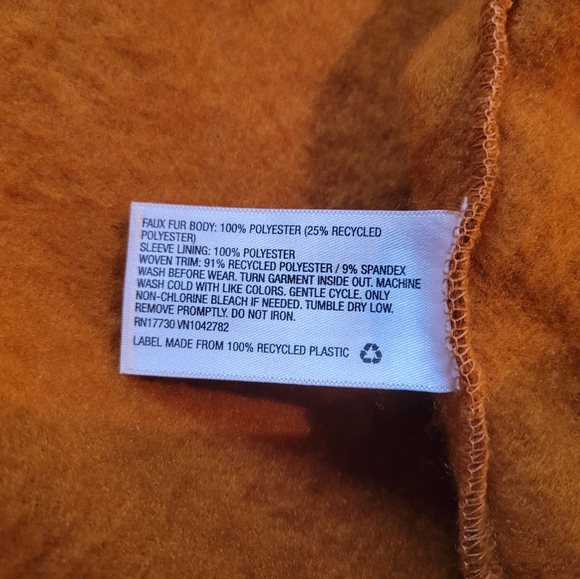 FAUX FUR BODY: 100% POLYESTER (25% RECYCLED
POLYESTER)
SLEEVE LINING: 100% POLYESTER
WOVEN TRIM: 91% RECYCLED POLYESTER / 9% SPANDEX
WASH BEFORE WEAR. TURN GARMENT INSIDE OUT. MACHINE
WASH COLD WITH LIKE COLORS. GENTLE CYCLE. ONLY
NON-CHLORINE BLEACH IF NEEDED. TUMBLE DRY LOW.
REMOVE PROMPTLY. DO NOT IRON.
RN17730 VN1042782
LABEL MADE FROM 100% RECYCLED PLASTIC